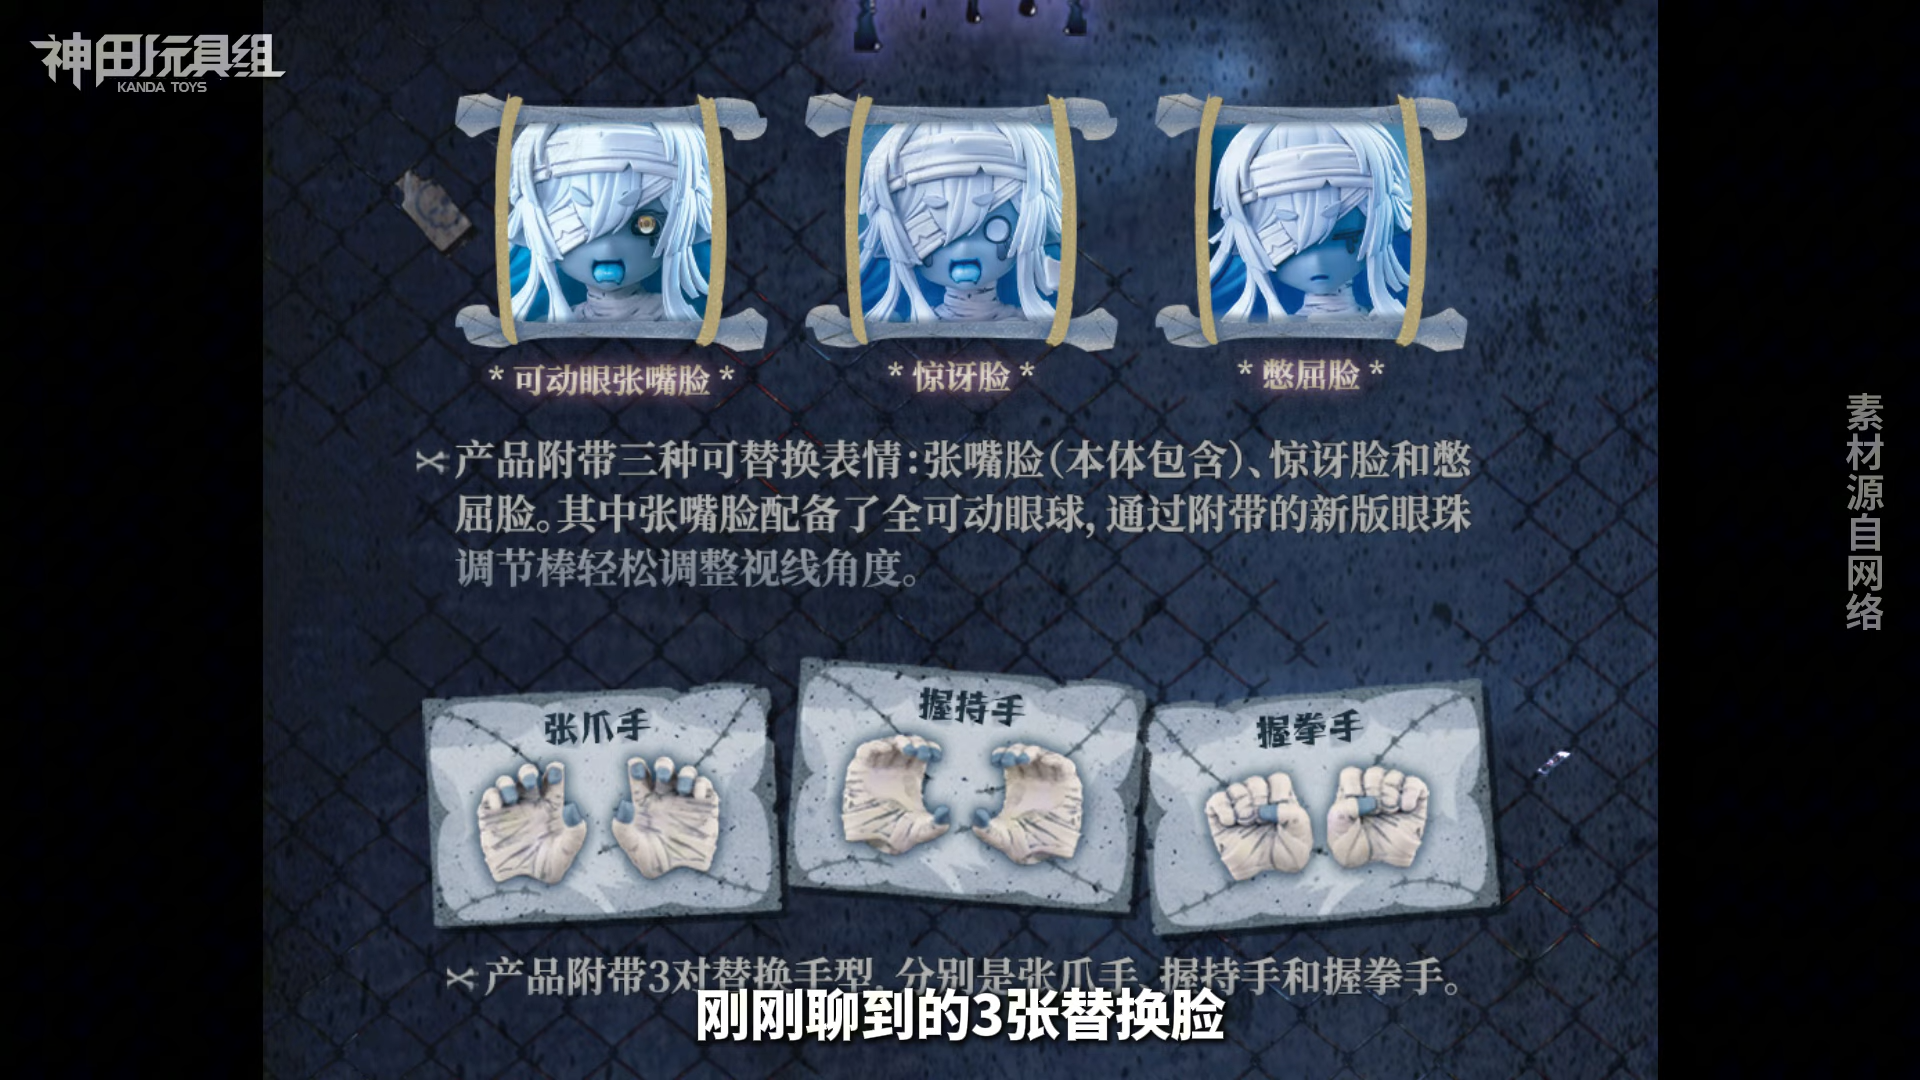 神田玩具组
KANDA TOYS
*可动眼张嘴脸*
*惊讶脸*
*憋屈脸*
产品附带三种可替换表情：张嘴脸（本体包含）、惊讶脸和憋
屈脸。其中张嘴脸配备了全可动眼球，通过附带的新版眼珠
调节棒轻松调整视线角度。
素材源自网络
张爪手
握持手
握拳手
产品附带3对替换手型，分别是张爪手、握持手和握拳手。
刚刚聊到的3张替换脸